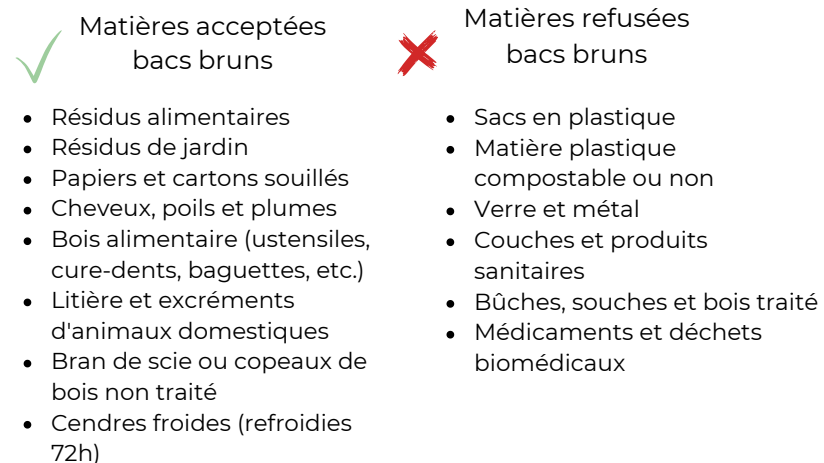 Matières acceptées
bacs bruns
Résidus alimentaires
Résidus de jardin
Papiers et cartons souillés
Cheveux, poils et plumes
Bois alimentaire (ustensiles,
cure-dents, baguettes, etc.)
Litière et excréments
d'animaux domestiques
Bran de scie ou copeaux de
bois non traité
Cendres froides (refroidies
72h)
Matières refusées
bacs bruns
Sacs en plastique
Matière plastique
compostable ou non
Verre et métal
Couches et produits
sanitaires
Bûches, souches et bois traité
Médicaments et déchets
biomédicaux